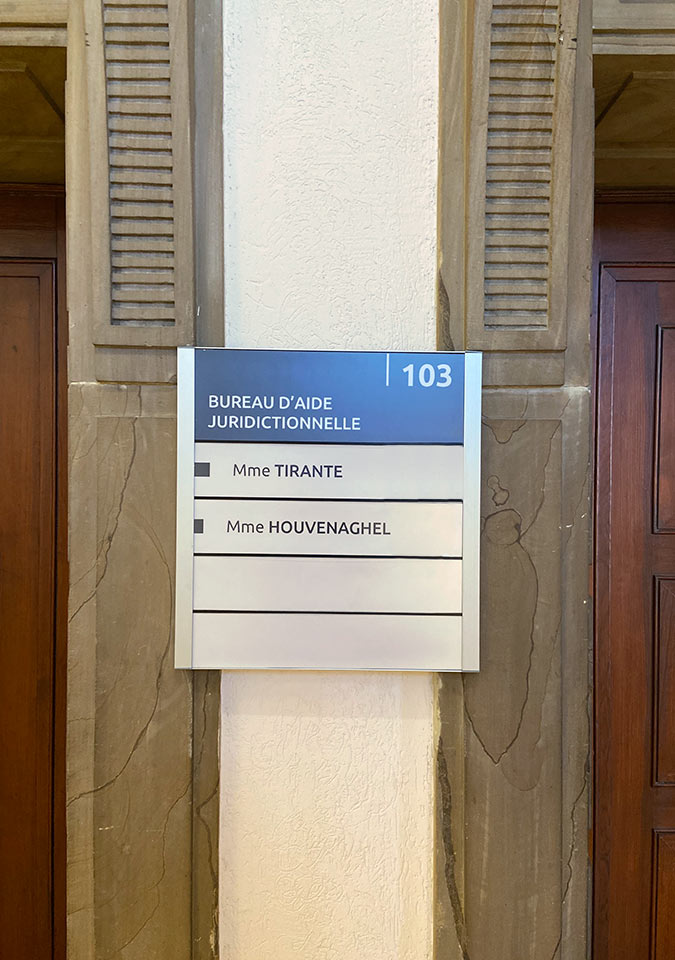 103
BUREAU D'AIDE
JURIDICTIONNELLE
Mme TIRANTE
Mme HOUVENAGHEL